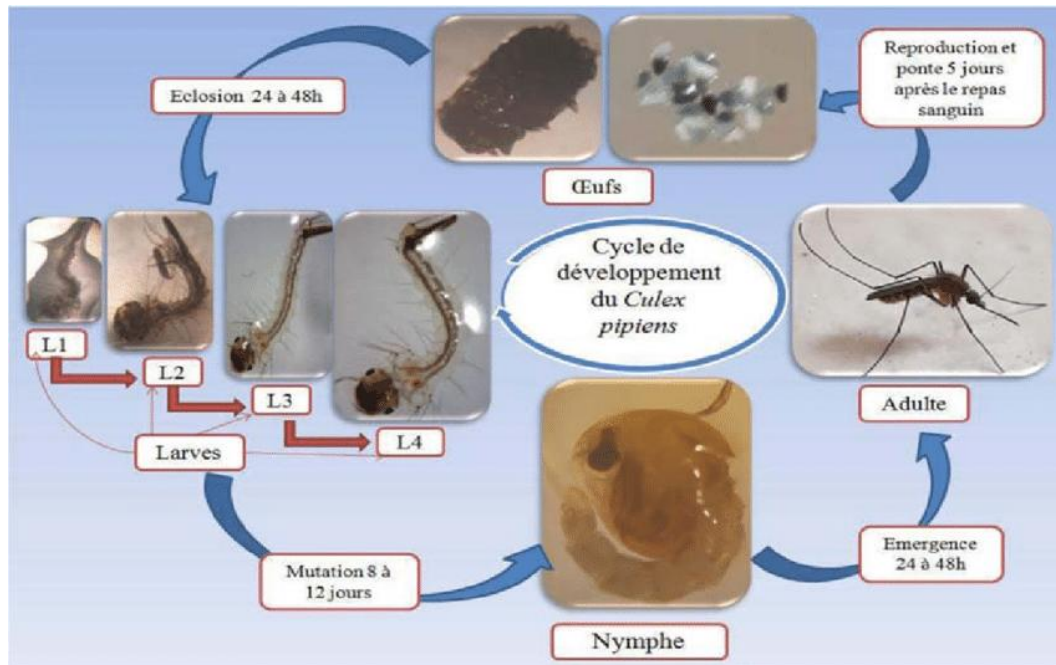 Eclosion 24 à 48h
Œufs
Reproduction et
ponte 5 jours
après le repas
sanguin
Cycle de
développement
du Culex
pipiens
L1
L2
L3
L4
Larves
Adulte
Mutation 8 à
12 jours
Nymphe
Emergence
24 à 48h